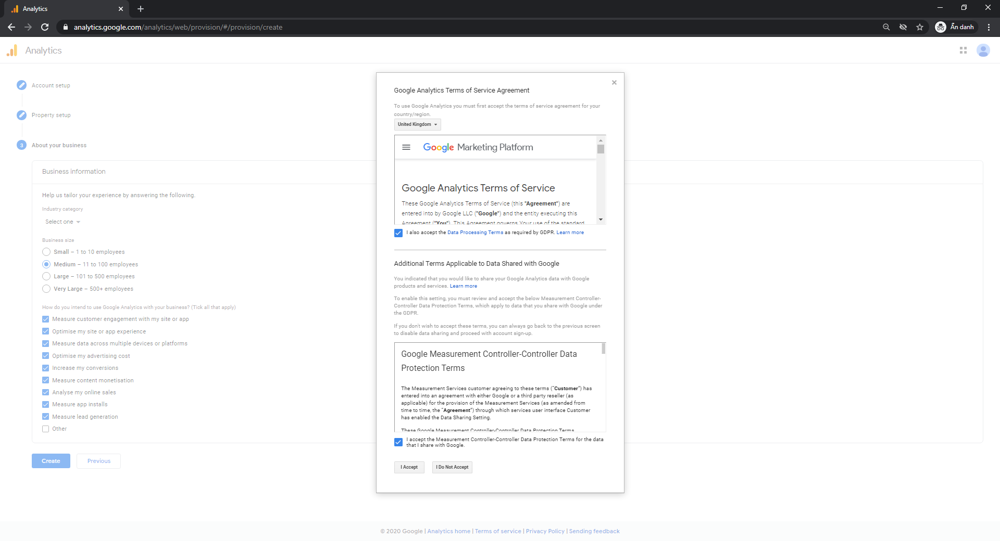 Analytics
analytics.google.com/analytics/web/provision/#/provision/create
Ẩn danh
Analytics
Account setup
Property setup
3 About your business
Business information
Help us tailor your experience by answering the following.
Industry category
Select one
Business size
Small – 1 to 10 employees
Medium – 11 to 100 employees
Large – 101 to 500 employees
Very Large – 500+ employees
How do you intend to use Google Analytics with your business? (Tick all that apply)
Measure customer engagement with my site or app
Optimise my site or app experience
Measure data across multiple devices or platforms
Optimise my advertising cost
Increase my conversions
Measure content monetisation
Analyse my online sales
Measure app installs
Measure lead generation
Other
Create Previous
Google Analytics Terms of Service Agreement
To use Google Analytics you must first accept the terms of service agreement for your
country/region.
United Kingdom
Google Marketing Platform
Google Analytics Terms of Service
These Google Analytics Terms of Service (this "Agreement") are
entered into by Google LLC ("Google") and the entity executing this
Agreement ("You"). This Agreement governs Your use of the standard
I also accept the Data Processing Terms as required by GDPR. Learn more
Additional Terms Applicable to Data Shared with Google
You indicated that you would like to share your Google Analytics data with Google
products and services. Learn more
To enable this setting, you must review and accept the below Measurement Controller-
Controller Data Protection Terms, which apply to data that you share with Google under
the GDPR.
If you don't wish to accept these terms, you can always go back to the previous screen
to disable data sharing and proceed with account sign-up.
Google Measurement Controller-Controller Data
Protection Terms
The Measurement Services customer agreeing to these terms (“Customer”) has
entered into an agreement with either Google or a third party reseller (as
applicable) for the provision of the Measurement Services (as amended from
time to time, the “Agreement”) through which services user interface Customer
has enabled the Data Sharing Setting.
These Google Measurement Controller-Controller Data Protection Terms
I accept the Measurement Controller-Controller Data Protection Terms for the data
that I share with Google.
I Accept I Do Not Accept
© 2020 Google | Analytics home | Terms of service | Privacy Policy | Sending feedback